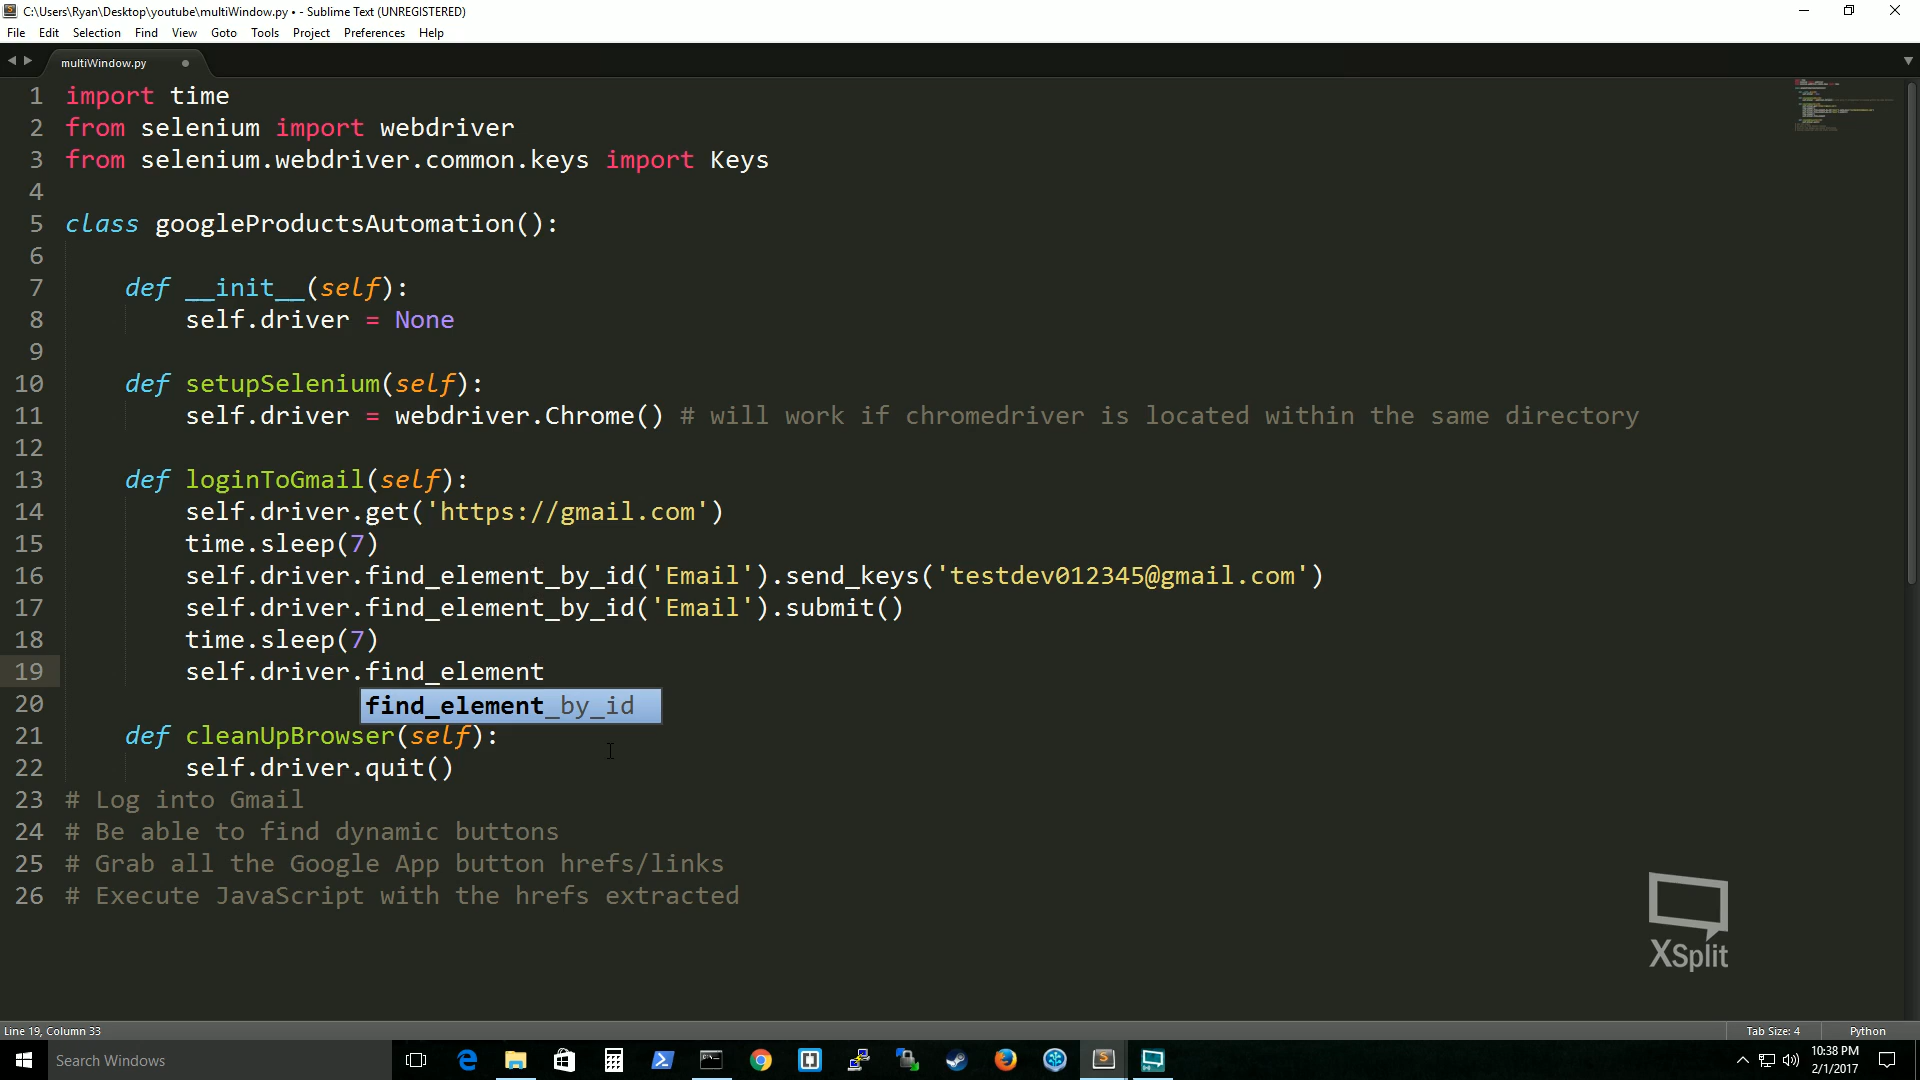 C:\Users\Ryan\Desktop\youtube\multiWindow.py • - Sublime Text (UNREGISTERED)
File Edit Selection Find View Goto Tools Project Preferences Help
multiWindow.py
1 import time
2 from selenium import webdriver
3 from selenium.webdriver.common.keys import Keys
4
5 class googleProductsAutomation():
6
7 def __init__(self):
8 self.driver = None
9
10 def setupSelenium(self):
11 self.driver = webdriver.Chrome() # will work if chromedriver is located within the same directory
12
13 def loginToGmail(self):
14 self.driver.get('https://gmail.com')
15 time.sleep(7)
16 self.driver.find_element_by_id('Email').send_keys('testdev012345@gmail.com')
17 self.driver.find_element_by_id('Email').submit()
18 time.sleep(7)
19 self.driver.find_element
20 find_element_by_id
21 def cleanUpBrowser(self):
22 self.driver.quit()
23 # Log into Gmail
24 # Be able to find dynamic buttons
25 # Grab all the Google App button hrefs/links
26 # Execute JavaScript with the hrefs extracted
XSplit
Line 19, Column 33 Tab Size: 4 Python
Search Windows
10:38 PM
2/1/2017